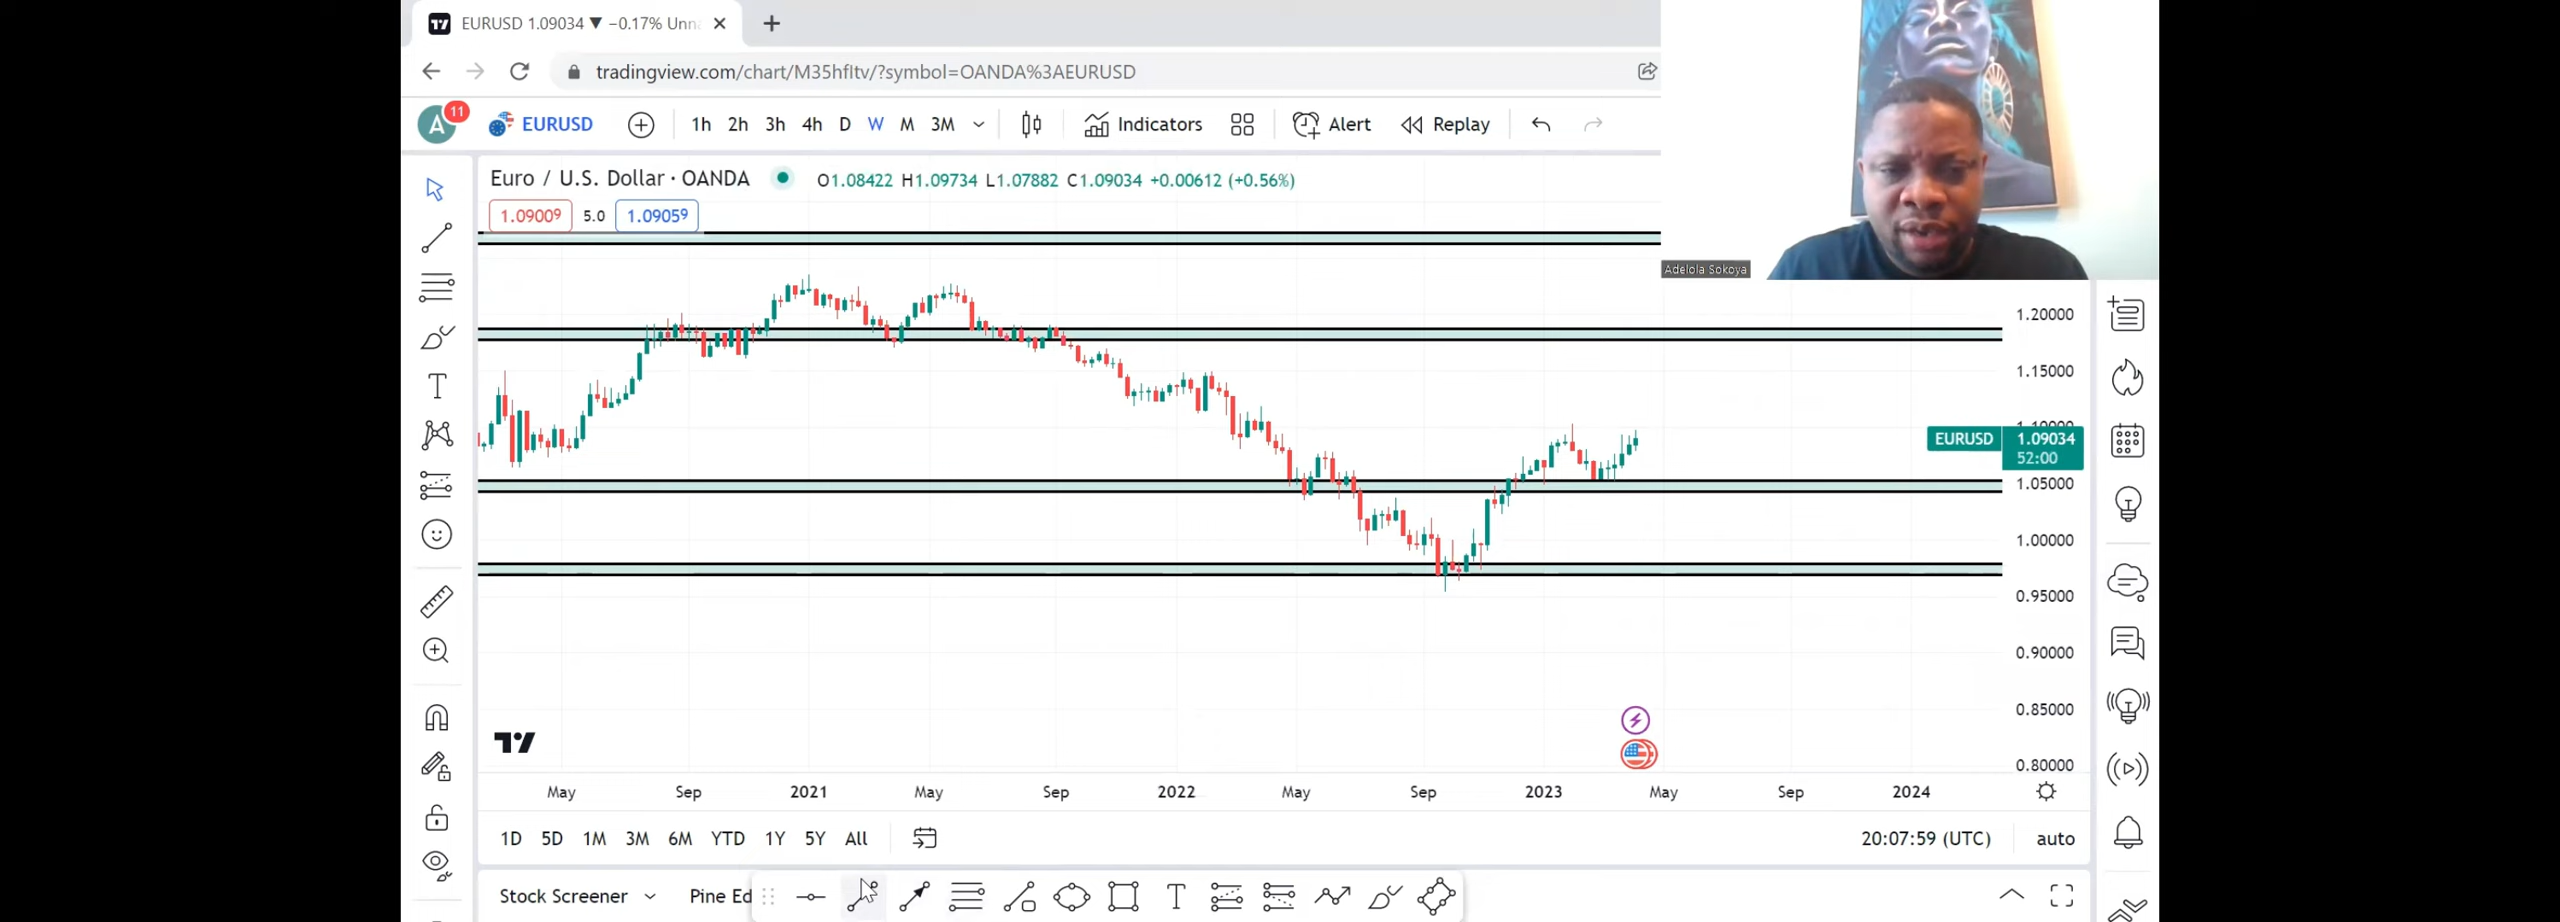 EURUSD 1.09034 ▼ −0.17% Unn
tradingview.com/chart/M35hfItv/?symbol=OANDA%3AEURUSD
A 11 EURUSD 1h 2h 3h 4h D W M 3M Indicators Alert Replay
Euro / U.S. Dollar · OANDA O1.08422 H1.09734 L1.07882 C1.09034 +0.00612 (+0.56%)
1.09009 5.0 1.09059
Adelola Sokoya
1.20000
1.15000
1.10000
EURUSD 1.09034
52:00
1.05000
1.00000
0.95000
0.90000
0.85000
0.80000
May Sep 2021 May Sep 2022 May Sep 2023 May Sep 2024
1D 5D 1M 3M 6M YTD 1Y 5Y All 20:07:59 (UTC) auto
Stock Screener Pine Ed